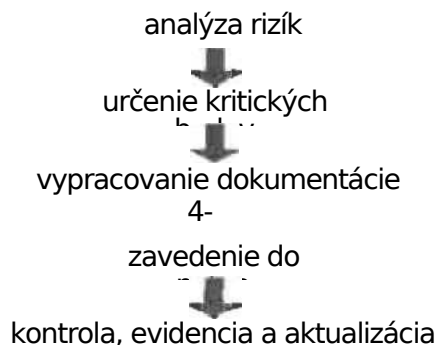 analýza rizík
určenie kritických
vypracovanie dokumentácie
4-
zavedenie do
kontrola, evidencia a aktualizácia